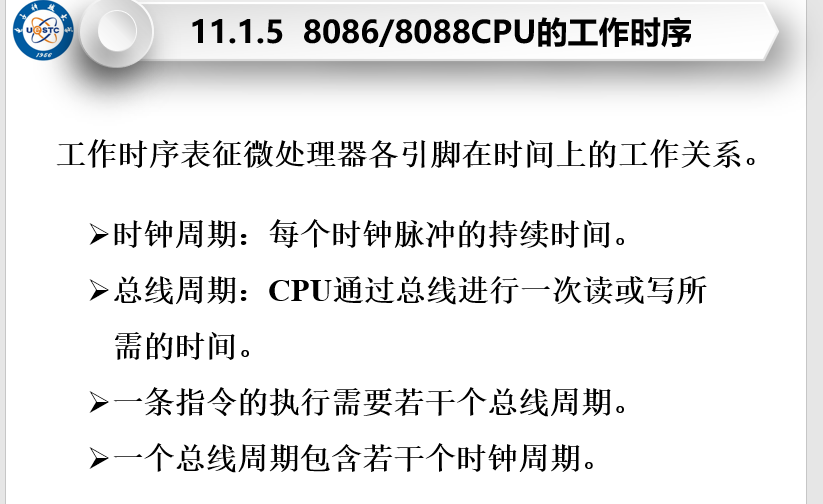 11.1.5 8086/8088CPU的工作时序
电子科技大
UESTC
1956
工作时序表征微处理器各引脚在时间上的工作关系。
➢时钟周期：每个时钟脉冲的持续时间。
➢总线周期：CPU通过总线进行一次读或写所
需的时间。
➢一条指令的执行需要若干个总线周期。
➢一个总线周期包含若干个时钟周期。